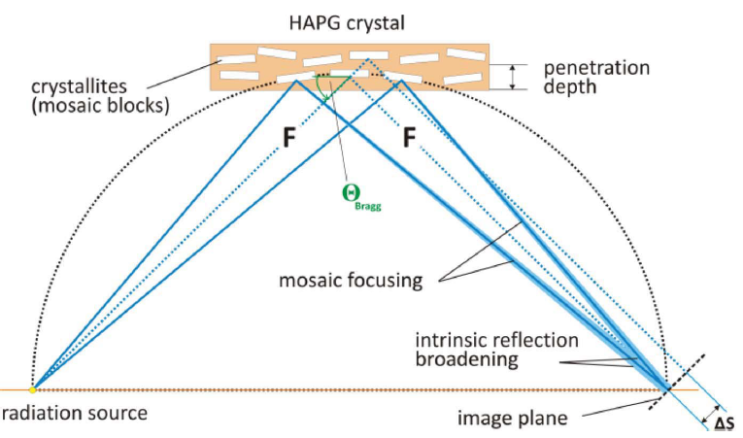 HAPG crystal
crystallites
(mosaic blocks)
penetration
depth
F
F
Θ Bragg
mosaic focusing
intrinsic reflection
broadening
radiation source
image plane
ΔS